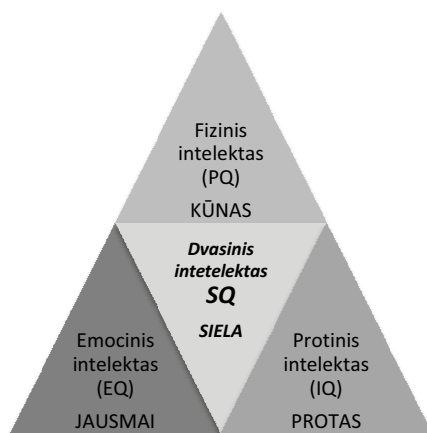 Fizinis
intelektas
(PQ)
KŪNAS
Dvasinis
intetelektas
SQ
SIELA
Emocinis
intelektas
(EQ)
JAUSMAI
Protinis
intelektas
(IQ)
PROTAS